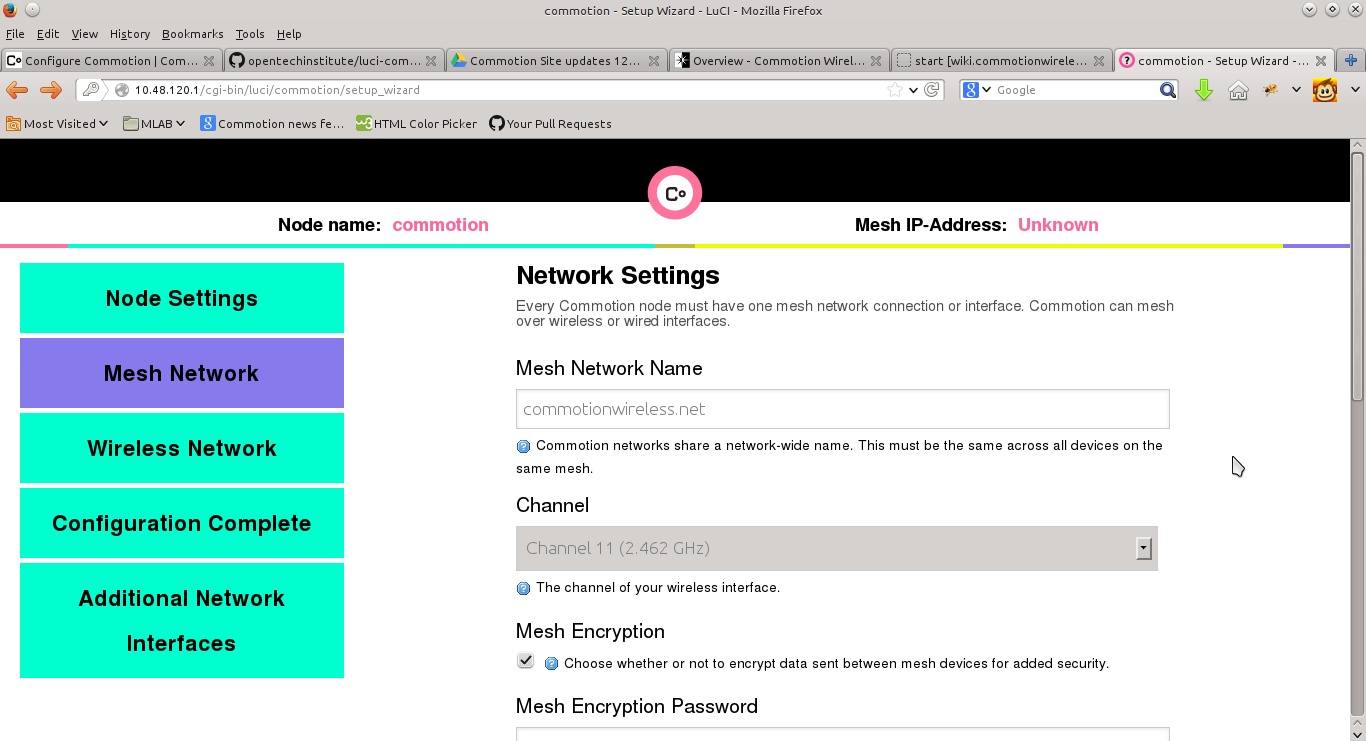 commotion - Setup Wizard - LuCI - Mozilla Firefox
File Edit View History Bookmarks Tools Help
Configure Commotion | Com...
opentechinstitute/luci-com...
Commotion Site updates 12...
Overview - Commotion Wirel...
start [wiki.commotionwirele...
commotion - Setup Wizard -...
10.48.120.1/cgi-bin/luci/commotion/setup_wizard
Google
Most Visited
MLAB
Commotion news fe...
HTML Color Picker
Your Pull Requests
Co
Node name: commotion
Mesh IP-Address: Unknown
Node Settings
Mesh Network
Wireless Network
Configuration Complete
Additional Network
Interfaces
Network Settings
Every Commotion node must have one mesh network connection or interface. Commotion can mesh
over wireless or wired interfaces.
Mesh Network Name
commotionwireless.net
Commotion networks share a network-wide name. This must be the same across all devices on the
same mesh.
Channel
Channel 11 (2.462 GHz)
The channel of your wireless interface.
Mesh Encryption
Choose whether or not to encrypt data sent between mesh devices for added security.
Mesh Encryption Password